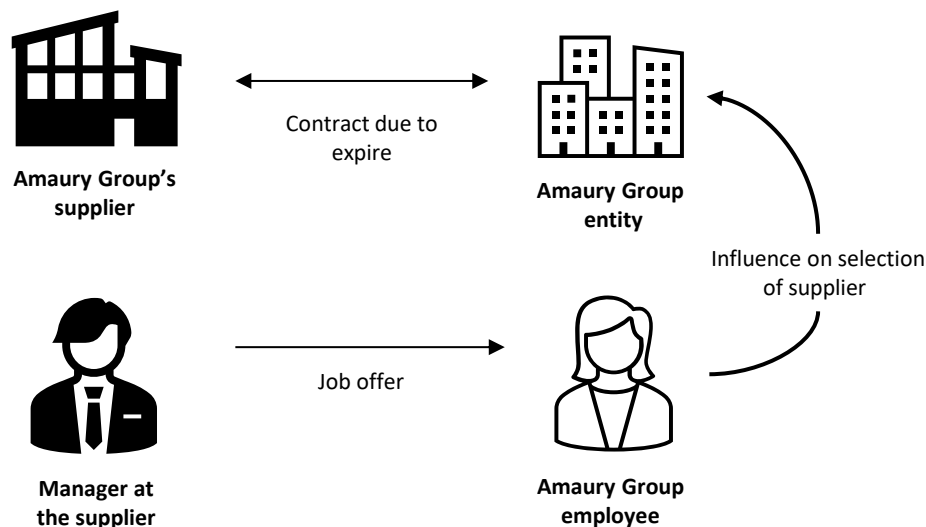 Contract due to
expire
Amaury Group’s
supplier
Amaury Group
entity
Influence on selection
of supplier
Job offer
Manager at
the supplier
Amaury Group
employee